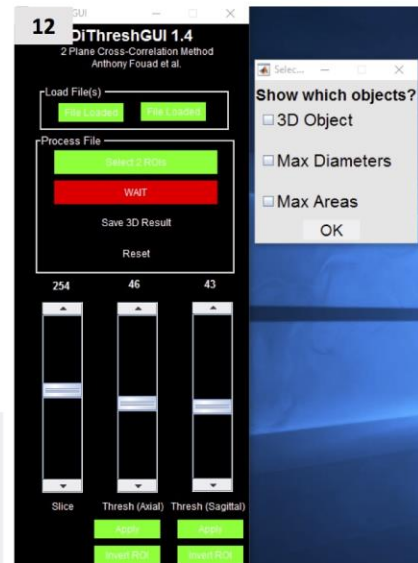 12
GUI
DiThreshGUI 1.4
2 Plane Cross-Correlation Method
Anthony Fouad et al.
Load File(s)
File Loaded File Loaded
Process File
Select 2 ROIs
WAIT
Save 3D Result
Reset
254 46 43
Slice Thresh (Axial) Thresh (Sagittal)
Apply Apply
Invert ROI Invert ROI
Selec...
Show which objects?
3D Object
Max Diameters
Max Areas
OK